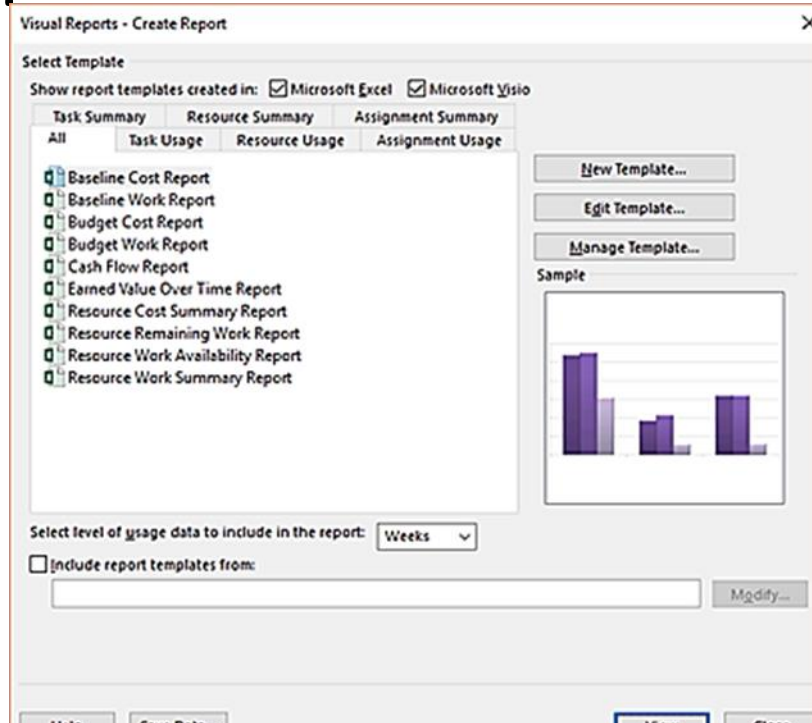 Visual Reports - Create Report
Select Template
Show report templates created in: Microsoft Excel Microsoft Visio
Task Summary Resource Summary Assignment Summary
All Task Usage Resource Usage Assignment Usage
Baseline Cost Report
Baseline Work Report
Budget Cost Report
Budget Work Report
Cash Flow Report
Earned Value Over Time Report
Resource Cost Summary Report
Resource Remaining Work Report
Resource Work Availability Report
Resource Work Summary Report
New Template...
Edit Template...
Manage Template...
Sample
Select level of usage data to include in the report: Weeks
Include report templates from:
Modify...